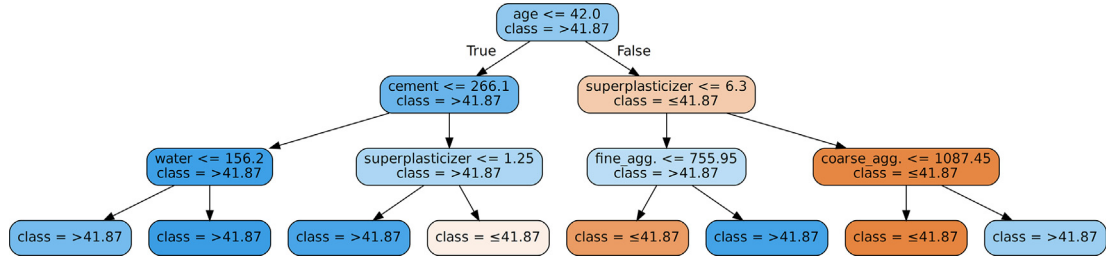 age <= 42.0
class = >41.87
True
False
cement <= 266.1
class = >41.87
superplasticizer <= 6.3
class = ≤41.87
water <= 156.2
class = >41.87
superplasticizer <= 1.25
class = >41.87
fine_agg. <= 755.95
class = >41.87
coarse_agg. <= 1087.45
class = ≤41.87
class = >41.87
class = >41.87
class = >41.87
class = ≤41.87
class = ≤41.87
class = >41.87
class = ≤41.87
class = >41.87